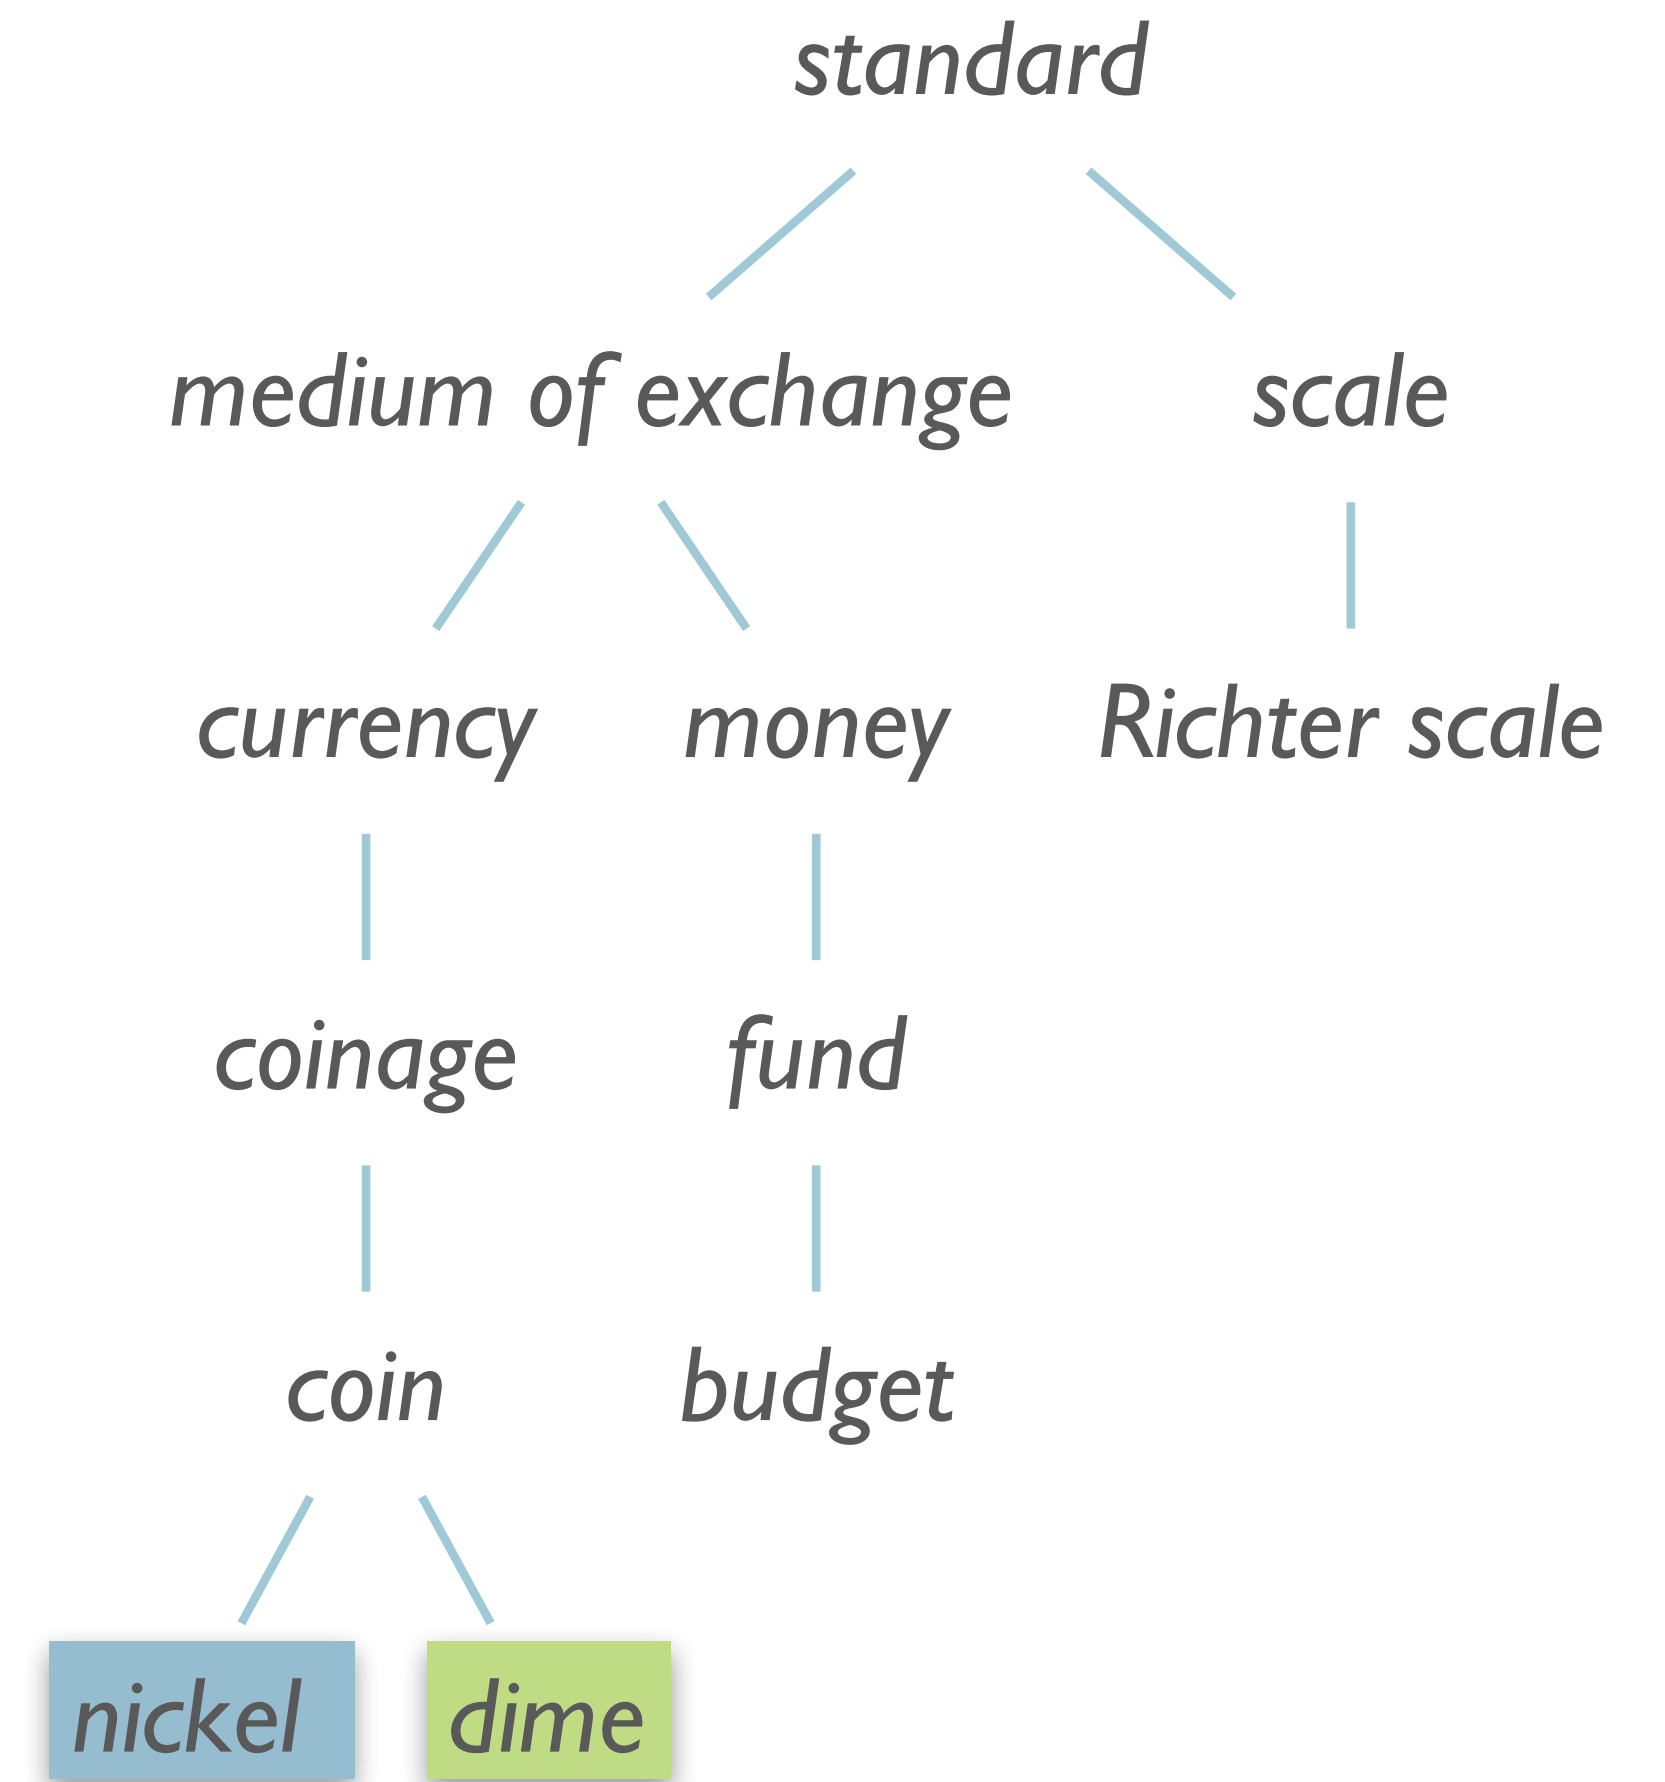 standard
medium of exchange scale
currency money Richter scale
coinage fund
coin budget
nickel dime